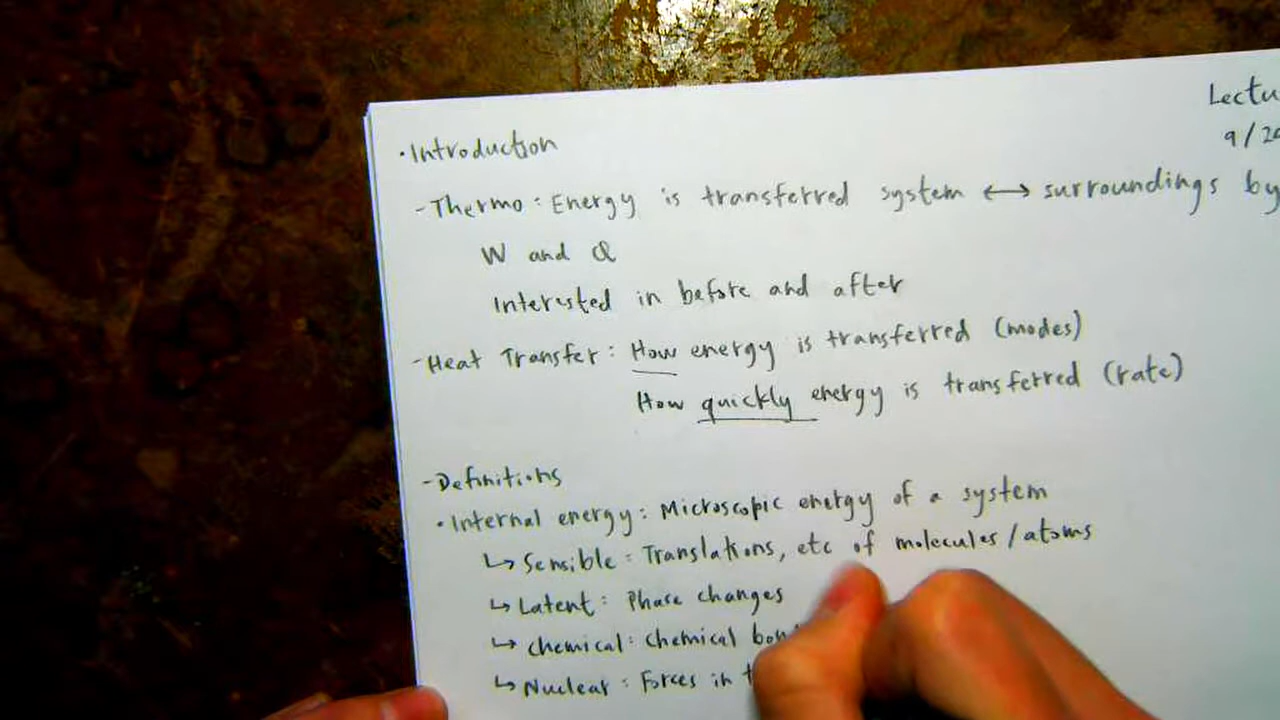 Lectu
9/20
• Introduction
- Thermo: Energy is transferred system ↔ surroundings by
W and Q
Interested in before and after
- Heat Transfer: How energy is transferred (modes)
How quickly energy is transferred (rate)
- Definitions
• Internal energy: Microscopic energy of a system
↳ Sensible: Translations, etc of molecules/atoms
↳ Latent: Phase changes
↳ Chemical: Chemical bon
↳ Nuclear: Forces in t